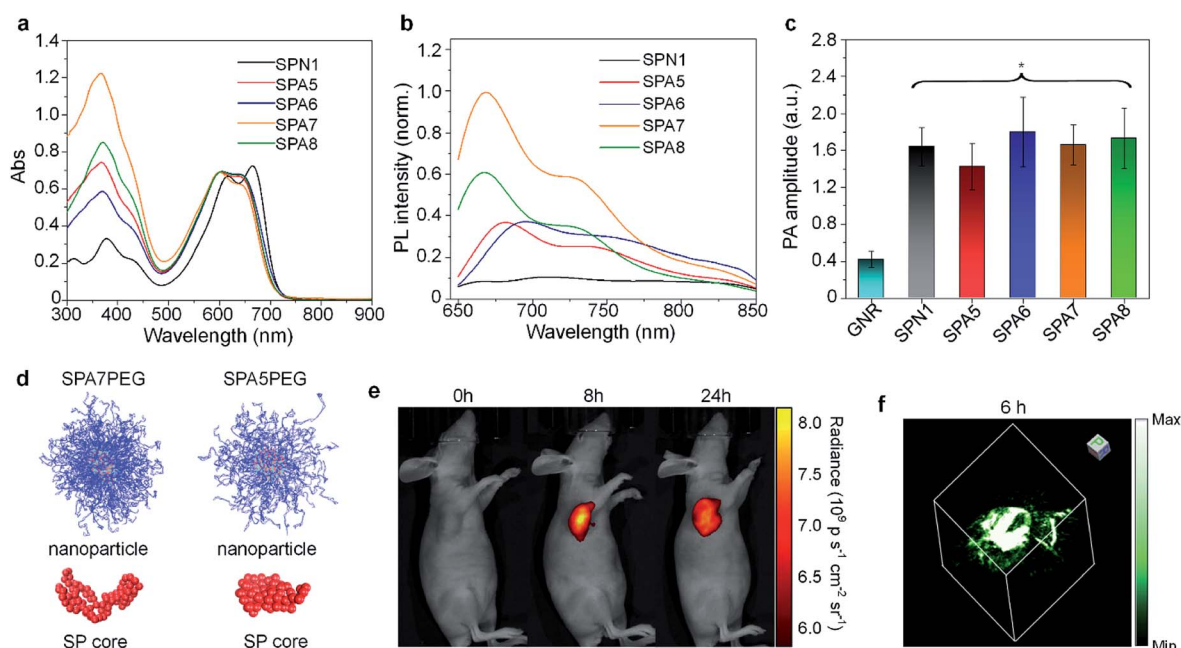 a
1.4
1.2
1.0
0.8
0.6
0.4
0.2
0
Abs
SPN1
SPA5
SPA6
SPA7
SPA8
300 400 500 600 700 800 900
Wavelength (nm)
b
1.0
0.8
0.6
0.4
0.2
0
PL intensity (norm.)
SPN1
SPA5
SPA6
SPA7
SPA8
650 700 750 800 850
Wavelength (nm)
c
2.8
2.4
2.0
1.6
1.2
0.8
0.4
0
PA amplitude (a.u.)
*
GNR SPN1 SPA5 SPA6 SPA7 SPA8
d
SPA7PEG SPA5PEG
nanoparticle nanoparticle
SP core SP core
e
0h 8h 24h
8.0
7.5
7.0
6.5
6.0
Radiance (10⁹ p s⁻¹ cm⁻² sr⁻¹)
f
6 h
Max
Min